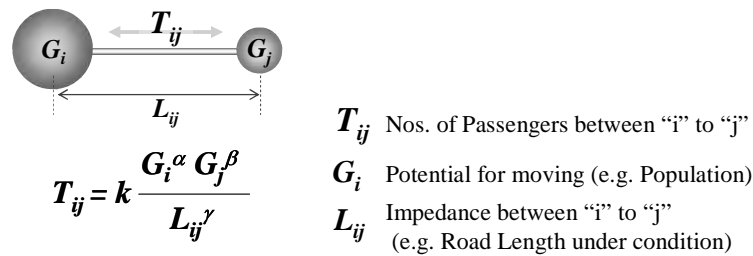 T_ij
G_i G_j
L_ij
T_ij = k G_i^α G_j^β / L_ij^γ
T_ij Nos. of Passengers between “i” to “j”
G_i Potential for moving (e.g. Population)
L_ij Impedance between “i” to “j”
(e.g. Road Length under condition)